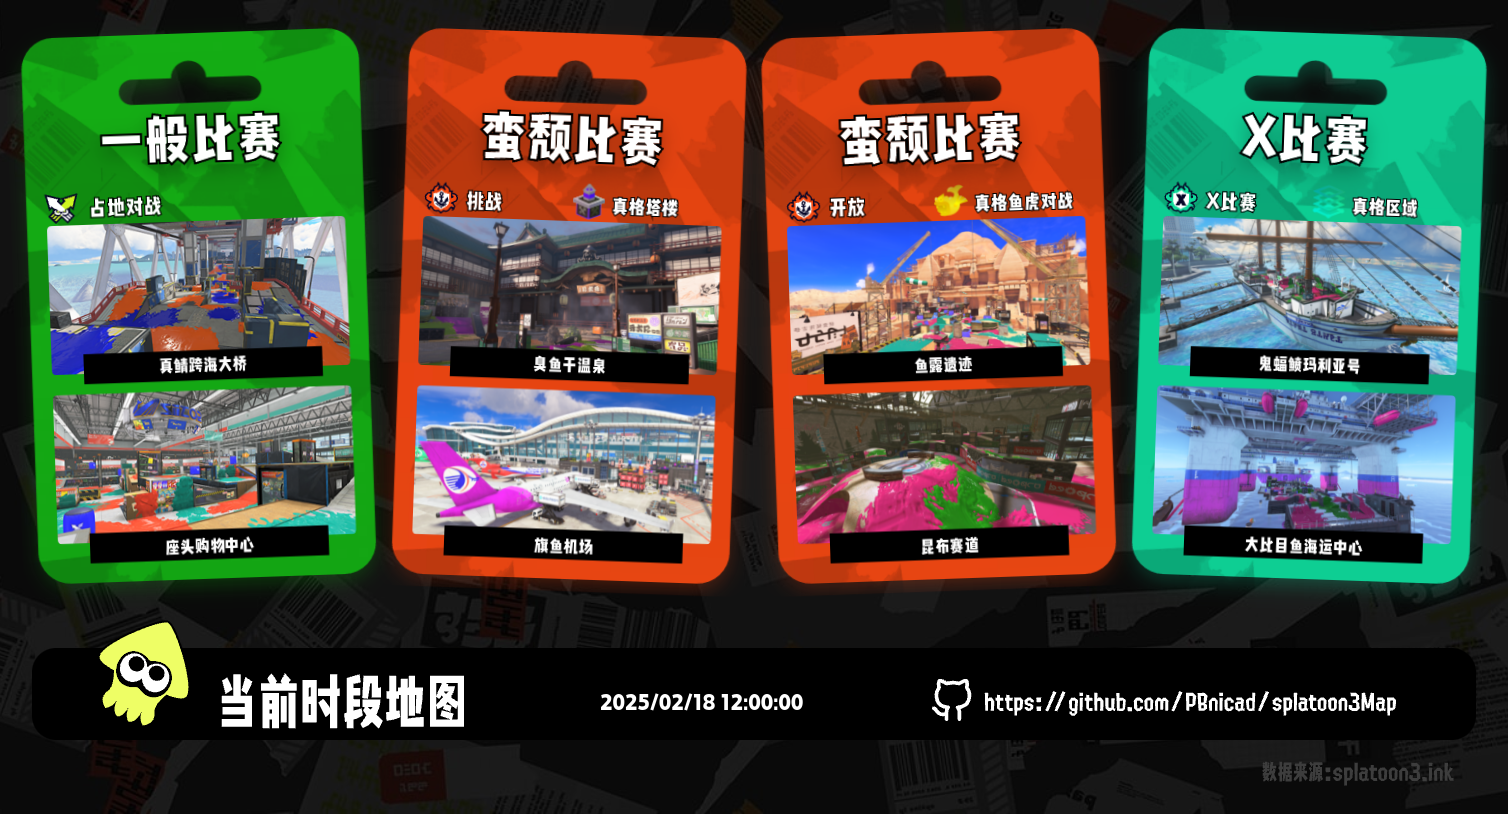 一般比赛
占地对战
真鲭跨海大桥
座头购物中心
蛮颓比赛
挑战
真格塔楼
臭鱼干温泉
旗鱼机场
蛮颓比赛
开放
真格鱼虎对战
鱼露遗迹
昆布赛道
X比赛
X比赛
真格区域
鬼蝠鲼玛利亚号
大比目鱼海运中心
当前时段地图
2025/02/18 12:00:00
https://github.com/PBnicad/splatoon3Map
数据来源:splatoon3.ink